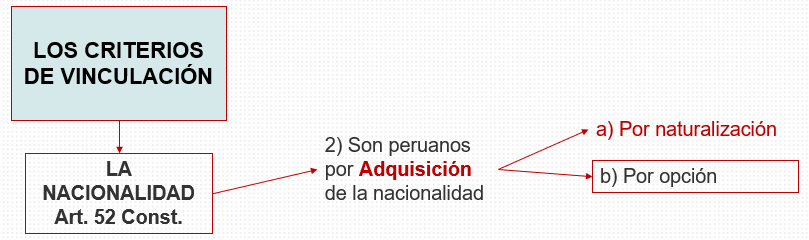 LOS CRITERIOS
DE VINCULACIÓN
LA
NACIONALIDAD
Art. 52 Const.
2) Son peruanos
por Adquisición
de la nacionalidad
a) Por naturalización
b) Por opción